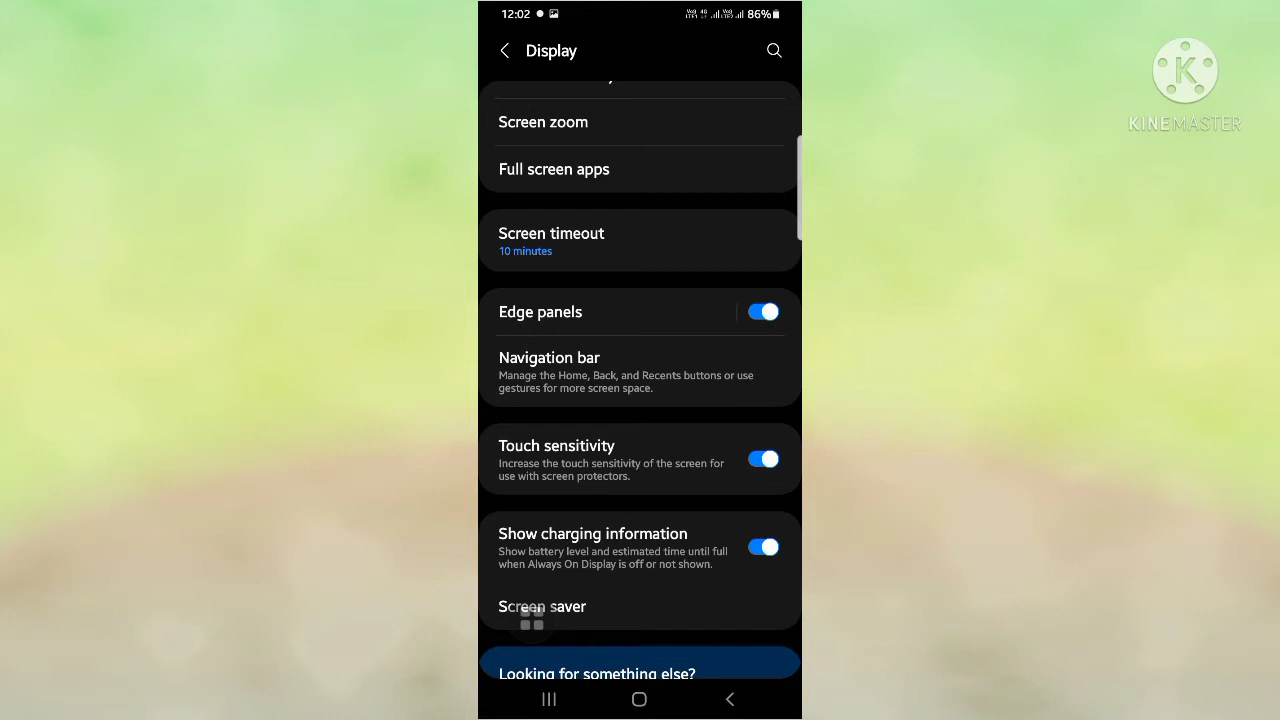 12:02
86%
Display
Screen zoom
Full screen apps
Screen timeout
10 minutes
Edge panels
Navigation bar
Manage the Home, Back, and Recents buttons or use
gestures for more screen space.
Touch sensitivity
Increase the touch sensitivity of the screen for
use with screen protectors.
Show charging information
Show battery level and estimated time until full
when Always On Display is off or not shown.
Screen saver
Looking for something else?
K
KINEMASTER